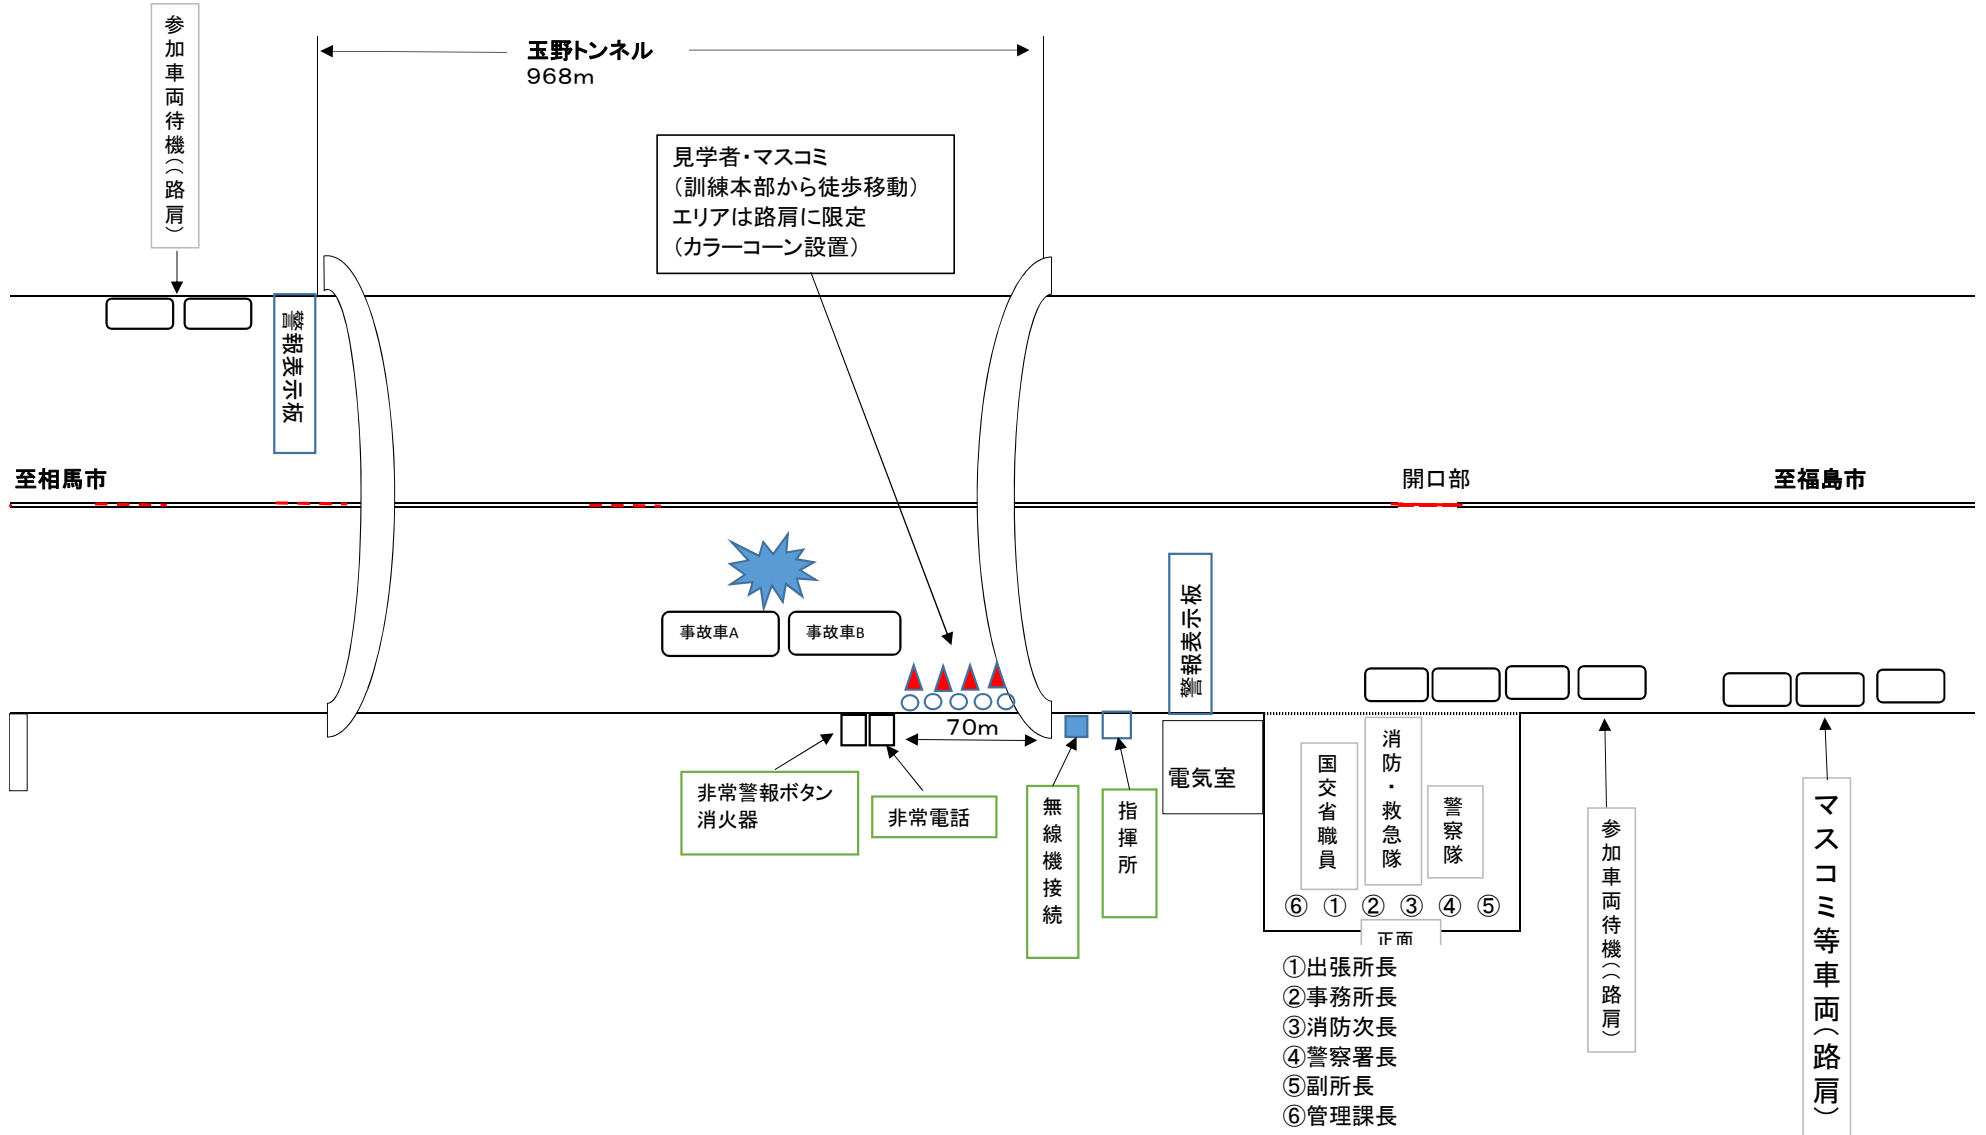 参加車両待機((路肩)
玉野トンネル
968m
見学者・マスコミ
(訓練本部から徒歩移動)
エリアは路肩に限定
(カラーコーン設置)
警報表示板
至相馬市
開口部
至福島市
事故車A
事故車B
警報表示板
70m
非常警報ボタン
消火器
非常電話
無線機接続
指揮所
電気室
国交省職員
消防・救急隊
警察隊
⑥ ① ② ③ ④ ⑤
正面
①出張所長
②事務所長
③消防次長
④警察署長
⑤副所長
⑥管理課長
参加車両待機((路肩)
マスコミ等車両(路肩)